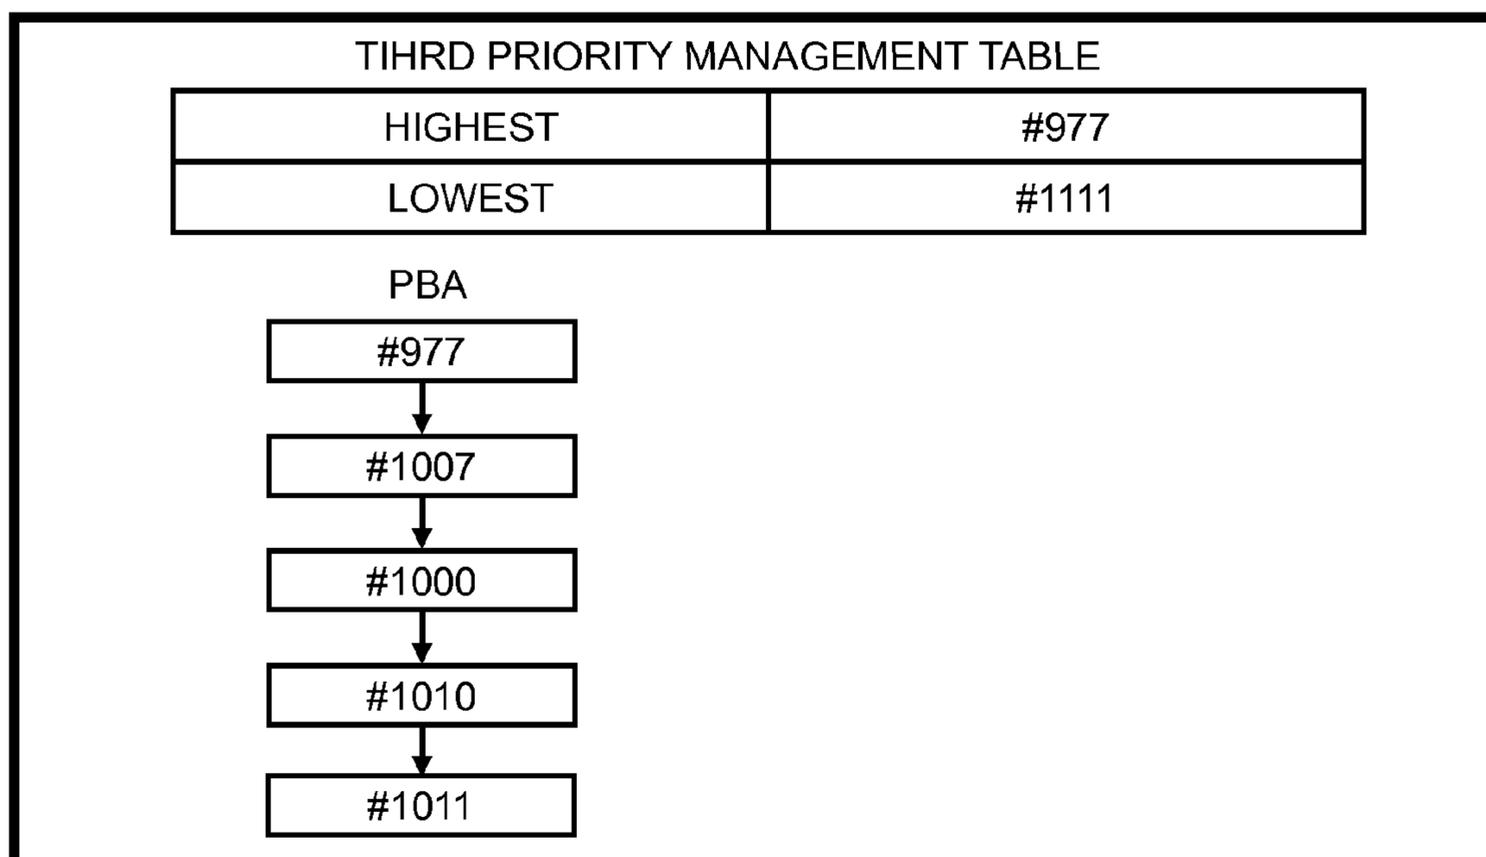 TIHRD PRIORITY MANAGEMENT TABLE
HIGHEST #977
LOWEST #1111
PBA
#977
#1007
#1000
#1010
#1011